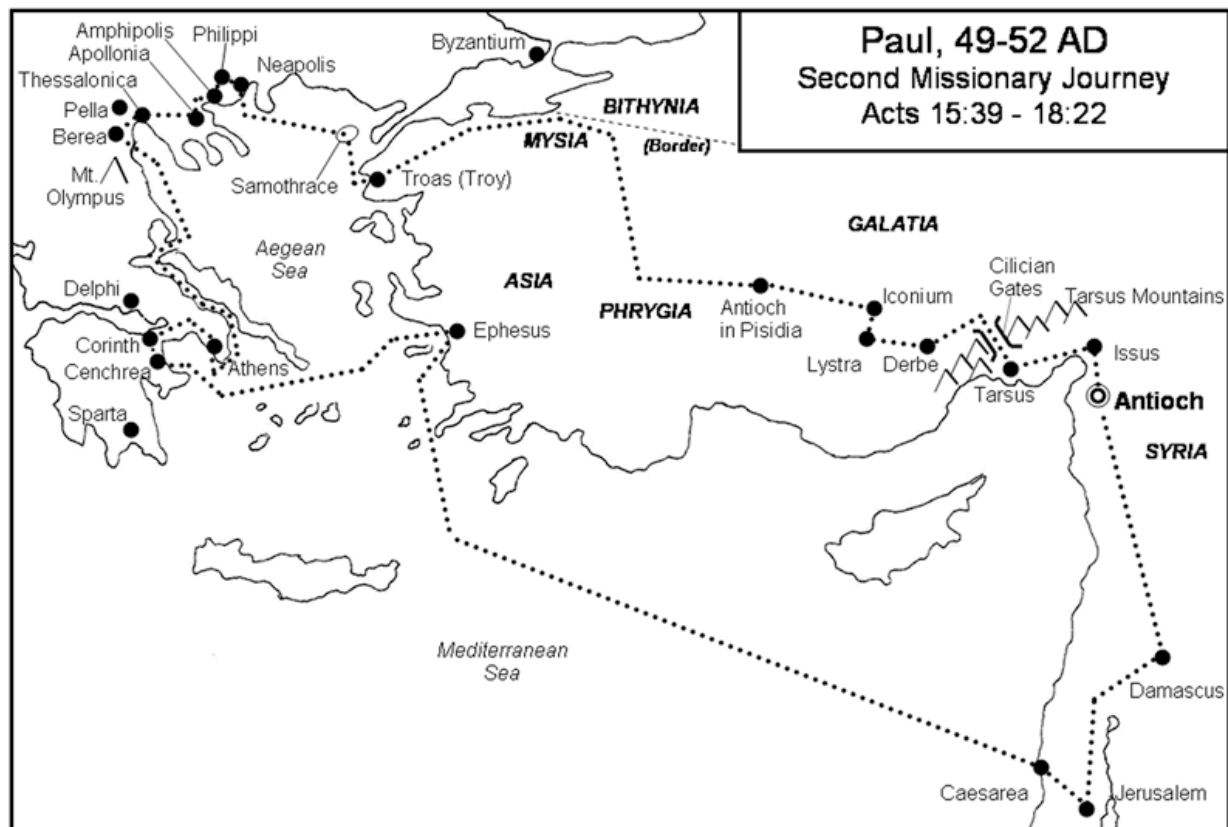 Paul, 49-52 AD
Second Missionary Journey
Acts 15:39 - 18:22
Amphipolis
Philippi
Apollonia
Neapolis
Thessalonica
Pella
Berea
Mt.
Olympus
Samothrace
Byzantium
BITHYNIA
MYSIA
(Border)
Troas (Troy)
Aegean
Sea
GALATIA
ASIA
PHRYGIA
Antioch
in Pisidia
Iconium
Cilician
Gates
Tarsus Mountains
Lystra
Derbe
Tarsus
Issus
Antioch
SYRIA
Delphi
Corinth
Cenchrea
Athens
Sparta
Ephesus
Mediterranean
Sea
Damascus
Caesarea
Jerusalem